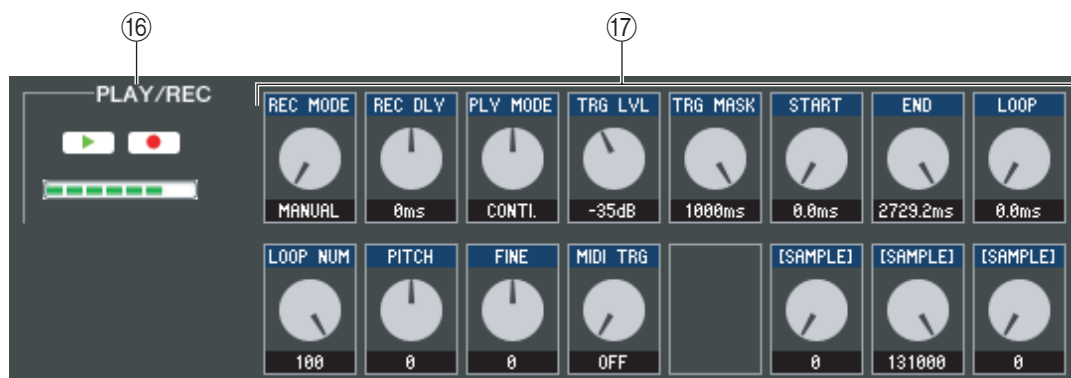 ⑯ ⑰
PLAY/REC
REC MODE REC DLY PLY MODE TRG LVL TRG MASK START END LOOP
MANUAL 0ms CONTI. -35dB 1000ms 0.0ms 2729.2ms 0.0ms
LOOP NUM PITCH FINE MIDI TRG [SAMPLE] [SAMPLE] [SAMPLE]
100 0 0 OFF 0 131000 0